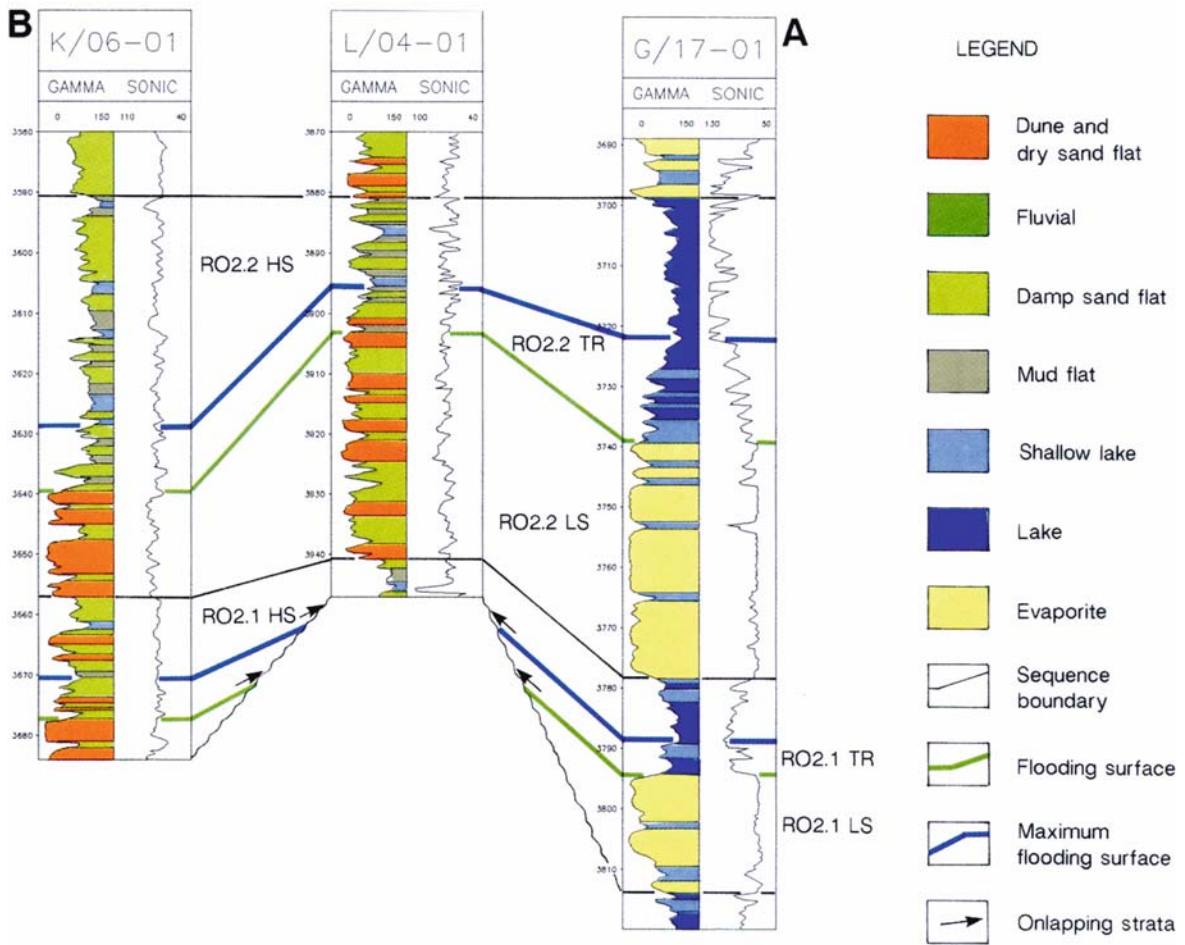 B
K/06-01
GAMMA SONIC
0 150 110 40
3580
3590
3600
3610
3620
3630
3640
3650
3660
3670
3680
L/04-01
GAMMA SONIC
0 150 100 40
3870
3880
3890
3900
3910
3920
3930
3940
A
G/17-01
GAMMA SONIC
0 150 130 50
3690
3700
3710
3720
3730
3740
3750
3760
3770
3780
3790
3800
3810
RO2.2 HS
RO2.2 TR
RO2.2 LS
RO2.1 HS
RO2.1 TR
RO2.1 LS
LEGEND
Dune and
dry sand flat
Fluvial
Damp sand flat
Mud flat
Shallow lake
Lake
Evaporite
Sequence
boundary
Flooding surface
Maximum
flooding surface
Onlapping strata